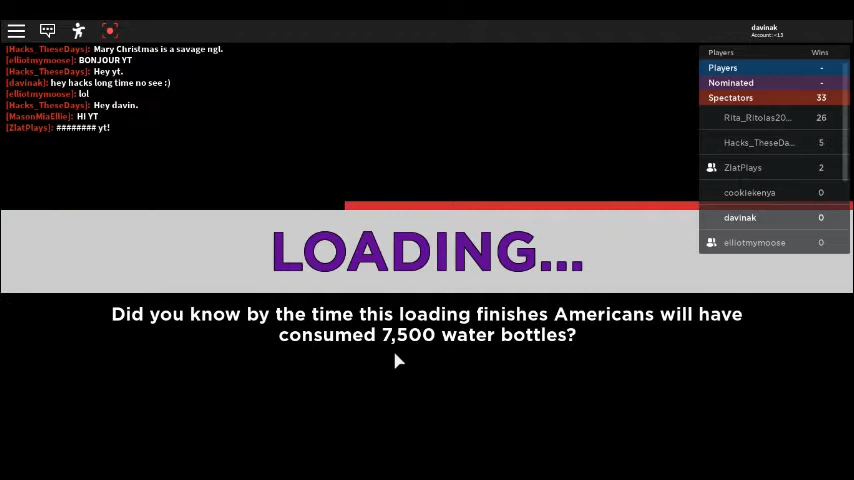 davinak
Account: <13
[Hacks_TheseDays]: Mary Christmas is a savage ngl.
[elliotmymoose]: BONJOUR YT
[Hacks_TheseDays]: Hey yt.
[davinak]: hey hacks long time no see :)
[elliotmymoose]: lol
[Hacks_TheseDays]: Hey davin.
[MasonMiaEllie]: HI YT
[ZlatPlays]: ######## yt!
Players Wins
Players -
Nominated -
Spectators 33
Rita_Ritolas20... 26
Hacks_TheseDa... 5
ZlatPlays 2
cookiekenya 0
davinak 0
elliotmymoose 0
LOADING...
Did you know by the time this loading finishes Americans will have
consumed 7,500 water bottles?